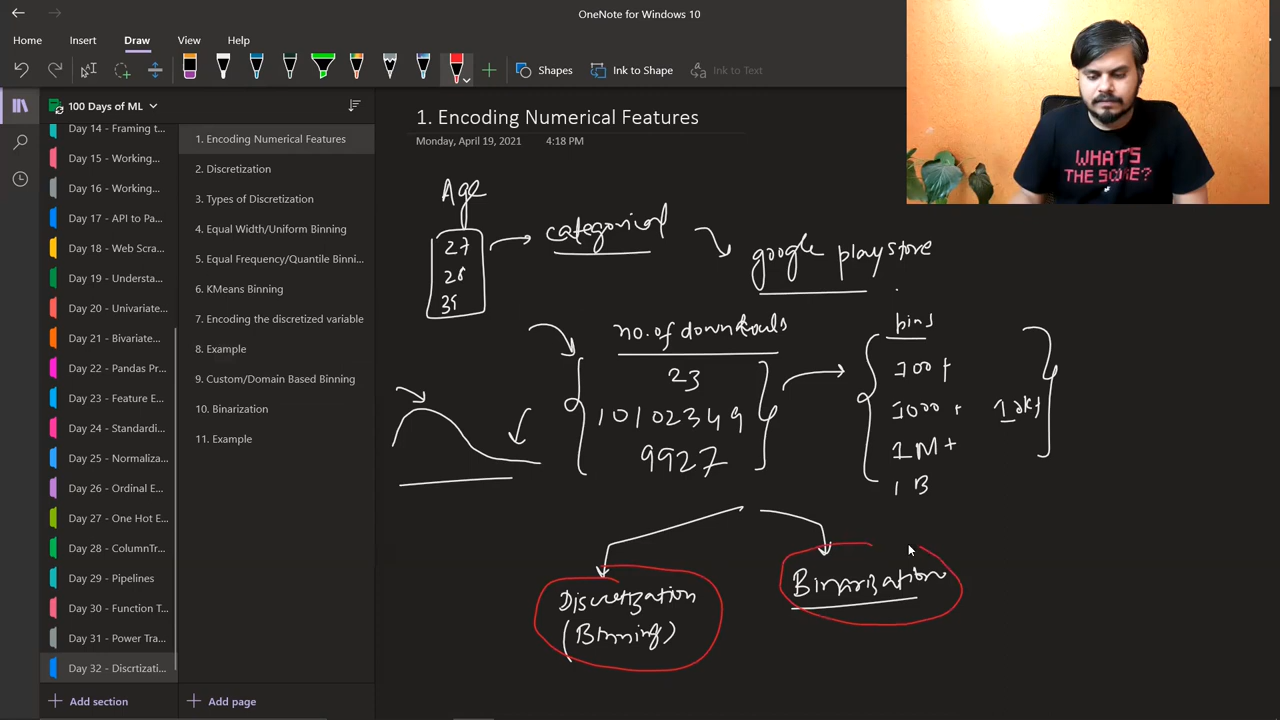 OneNote for Windows 10
Home Insert Draw View Help
Shapes Ink to Shape Ink to Text
100 Days of ML
Day 14 - Framing t...
Day 15 - Working...
Day 16 - Working...
Day 17 - API to Pa...
Day 18 - Web Scra...
Day 19 - Understa...
Day 20 - Univariate...
Day 21 - Bivariate...
Day 22 - Pandas Pr...
Day 23 - Feature E...
Day 24 - Standardi...
Day 25 - Normaliza...
Day 26 - Ordinal E...
Day 27 - One Hot E...
Day 28 - ColumnTr...
Day 29 - Pipelines
Day 30 - Function T...
Day 31 - Power Tra...
Day 32 - Discrtizati...
Add section
1. Encoding Numerical Features
2. Discretization
3. Types of Discretization
4. Equal Width/Uniform Binning
5. Equal Frequency/Quantile Binni...
6. KMeans Binning
7. Encoding the discretized variable
8. Example
9. Custom/Domain Based Binning
10. Binarization
11. Example
Add page
1. Encoding Numerical Features
Monday, April 19, 2021 4:18 PM
Age
27
categorical
google playstore
no. of downloads
bins
23
100+
10102349
1000+
9927
1M+
1 B
Discretization
(Binning)
Binarization
WHAT'S
THE SCORE?